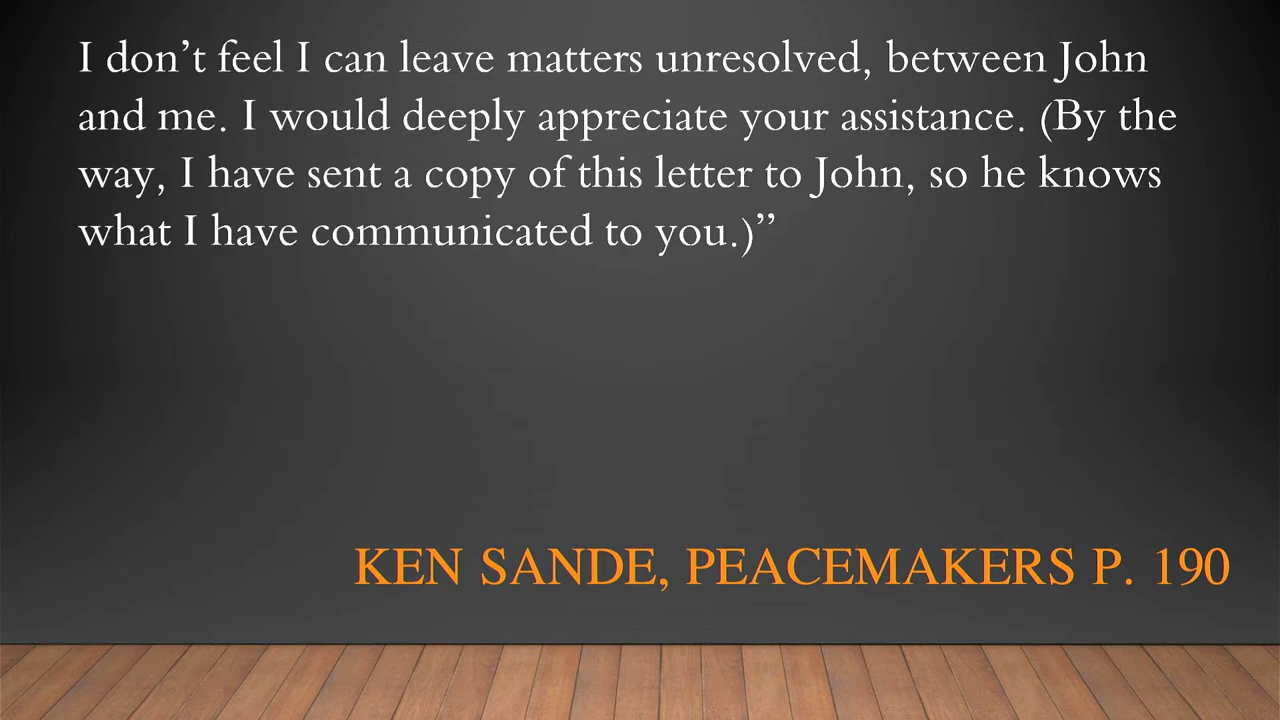 I don’t feel I can leave matters unresolved, between John
and me. I would deeply appreciate your assistance. (By the
way, I have sent a copy of this letter to John, so he knows
what I have communicated to you.)”
KEN SANDE, PEACEMAKERS P. 190